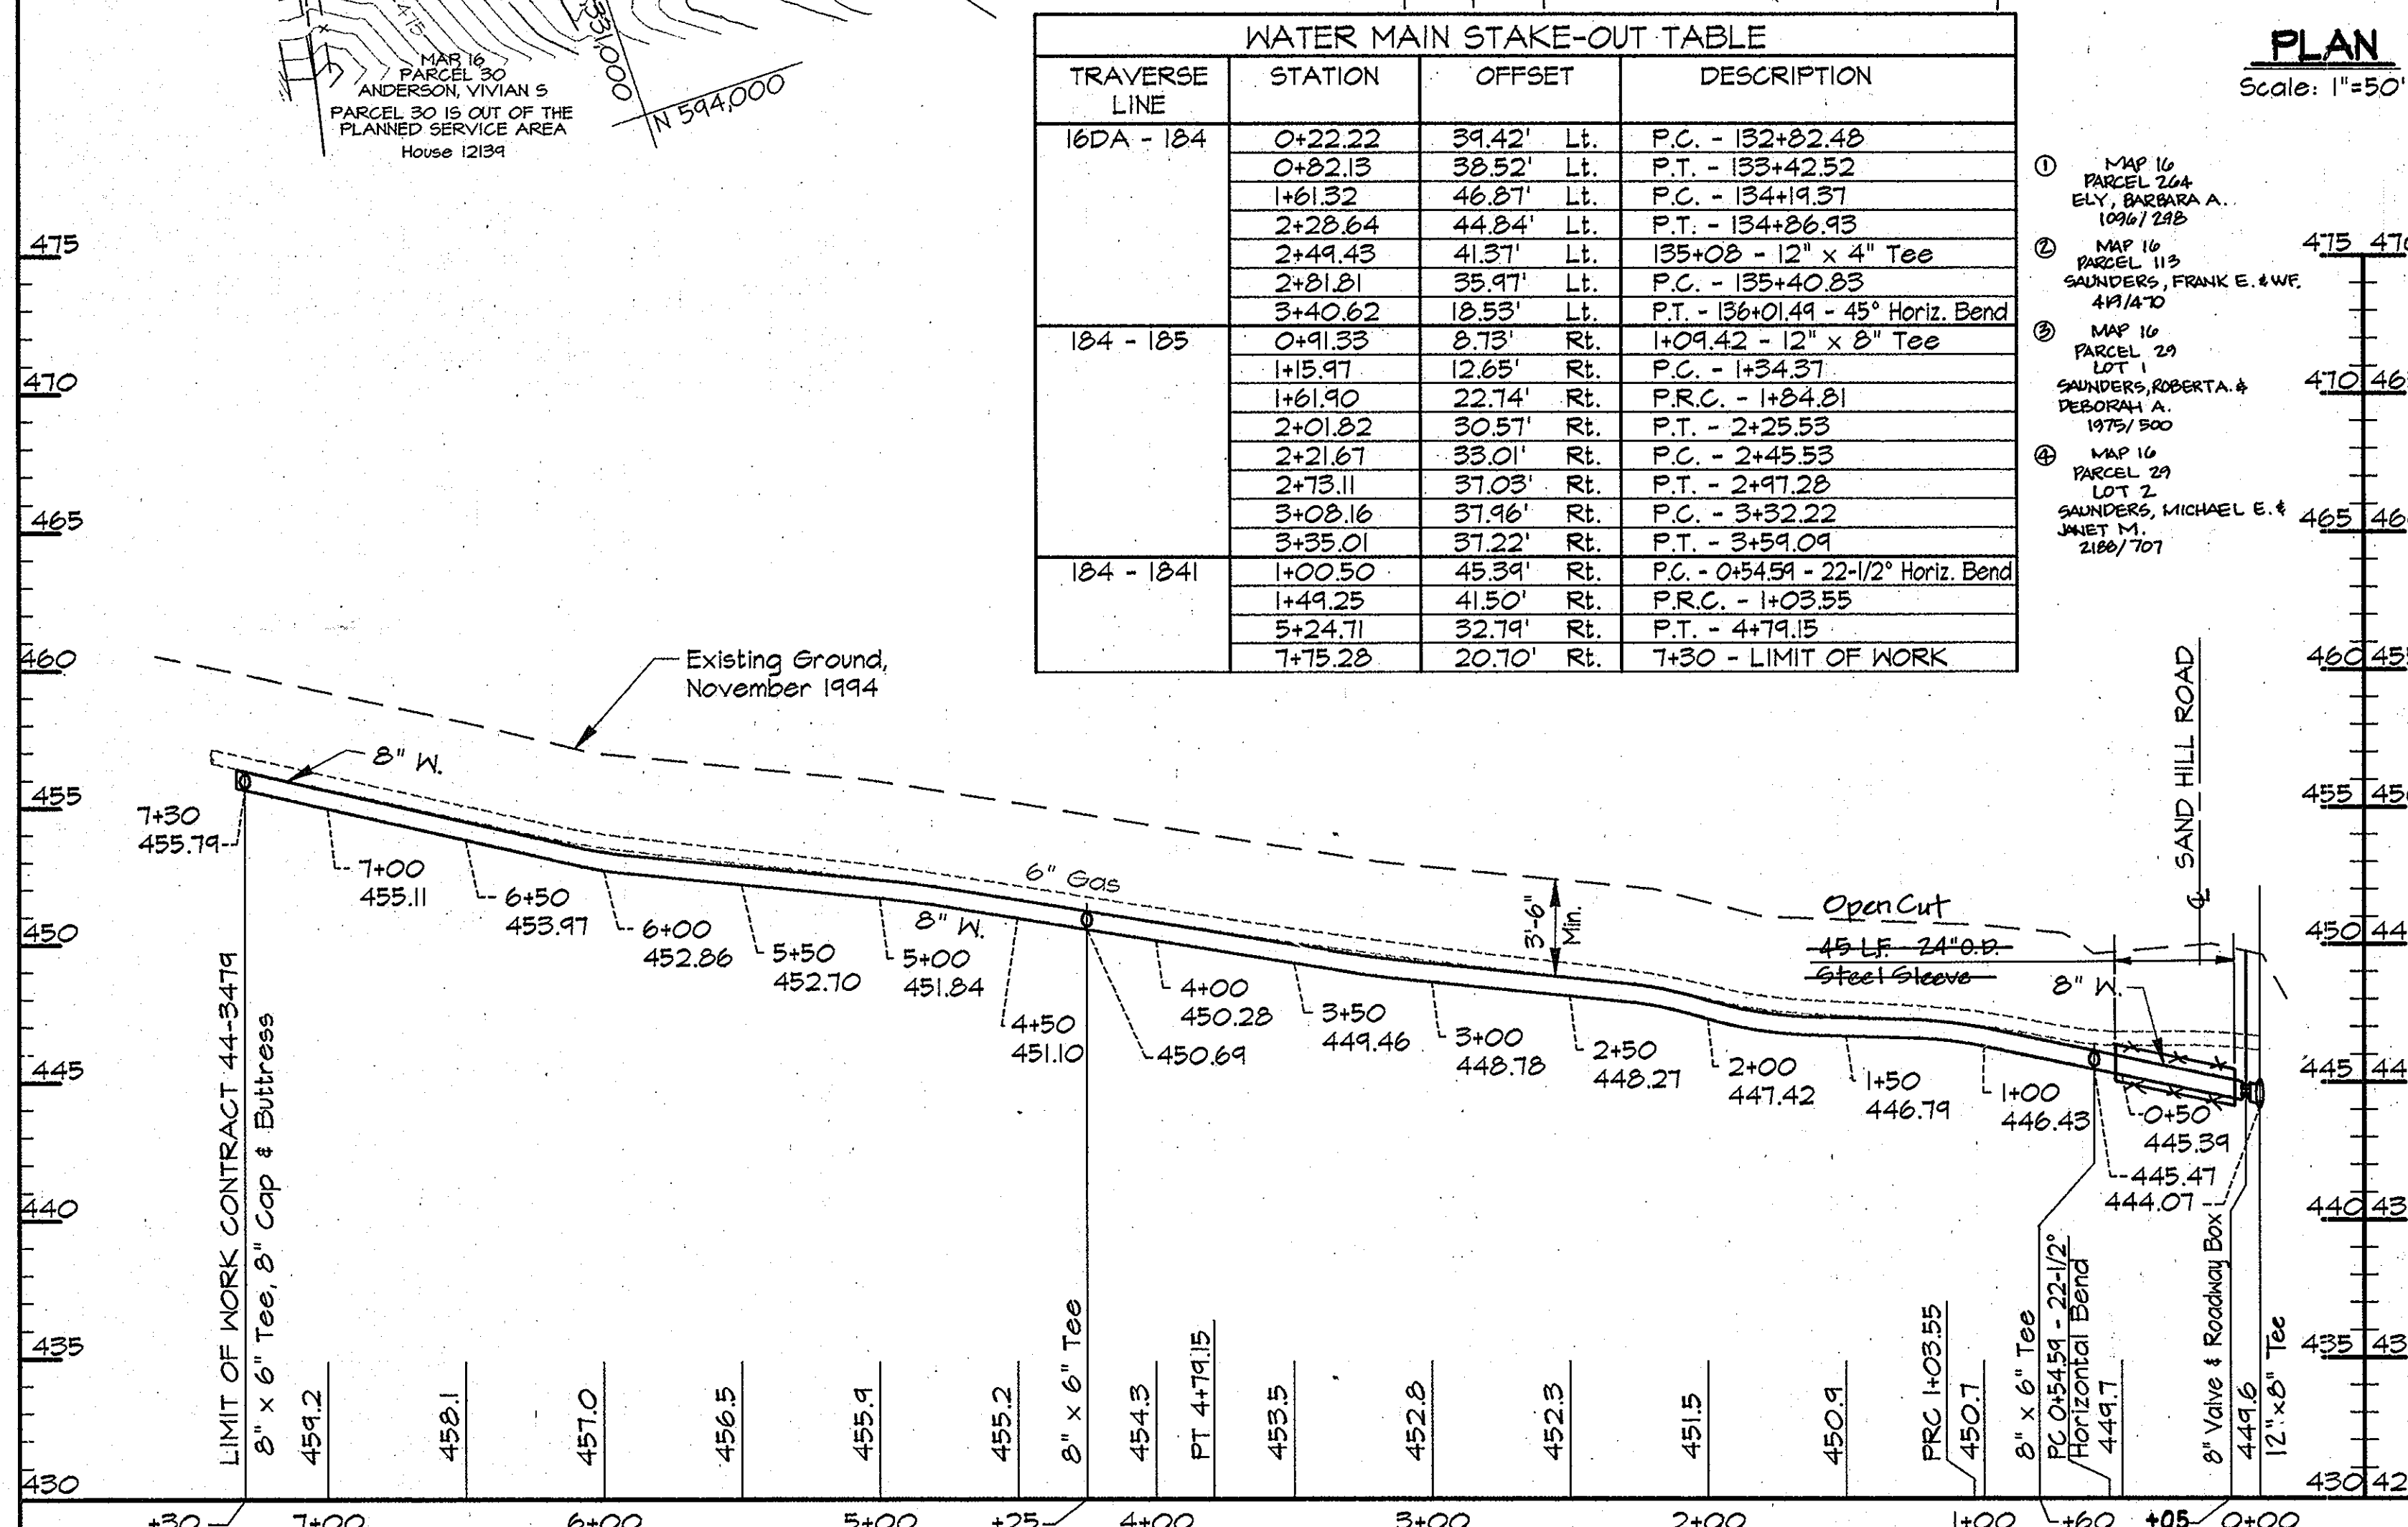 475
MAP 16
PARCEL 30
ANDERSON, VIVIAN S
PARCEL 30 IS OUT OF THE
PLANNED SERVICE AREA
House 12139
N 594,000
WATER MAIN STAKE-OUT TABLE
TRAVERSE LINE STATION OFFSET DESCRIPTION
16DA - 184 0+22.22 39.42' Lt. P.C. - 132+82.48
0+82.13 38.52' Lt. P.T. - 133+42.52
1+61.32 46.87' Lt. P.C. - 134+19.37
2+28.64 44.84' Lt. P.T. - 134+86.93
2+49.43 41.37' Lt. 135+08 - 12" x 4" Tee
2+81.81 35.97' Lt. P.C. - 135+40.83
3+40.62 18.53' Lt. P.T. - 136+01.49 - 45° Horiz. Bend
184 - 185 0+91.33 8.73' Rt. 1+09.42 - 12" x 8" Tee
1+15.97 12.65' Rt. P.C. - 1+34.37
1+61.90 22.74' Rt. P.R.C. - 1+84.81
2+01.82 30.57' Rt. P.T. - 2+25.53
2+21.67 33.01' Rt. P.C. - 2+45.53
2+73.11 37.03' Rt. P.T. - 2+97.28
3+08.16 37.96' Rt. P.C. - 3+32.22
3+35.01 37.22' Rt. P.T. - 3+59.09
184 - 1841 1+00.50 45.39' Rt. P.C. - 0+54.59 - 22-1/2° Horiz. Bend
1+49.25 41.50' Rt. P.R.C. - 1+03.55
5+24.71 32.79' Rt. P.T. - 4+79.15
7+75.28 20.70' Rt. 7+30 - LIMIT OF WORK
PLAN
Scale: 1"=50'
① MAP 16
PARCEL 264
ELY, BARBARA A.
1096/298
② MAP 16
PARCEL 113
SAUNDERS, FRANK E. & WF.
419/470
③ MAP 16
PARCEL 29
LOT 1
SAUNDERS, ROBERT A. &
DEBORAH A.
1975/500
④ MAP 16
PARCEL 29
LOT 2
SAUNDERS, MICHAEL E. &
JANET M.
2188/707
475
470
465
460
455
450
445
440
435
430
475
470
465
460
455
450
445
440
435
430
Existing Ground,
November 1994
8" W.
6" Gas
8" W.
3'-6"
Min.
Open Cut
45 L.F. - 24" O.D.
Steel Sleeve
8" W.
SAND HILL ROAD
7+30
455.79
7+00
455.11
6+50
453.97
6+00
452.86
5+50
452.70
5+00
451.84
4+50
451.10
450.69
4+00
450.28
3+50
449.46
3+00
448.78
2+50
448.27
2+00
447.42
1+50
446.79
1+00
446.43
0+50
445.39
445.47
444.07
LIMIT OF WORK CONTRACT 44-3479
8" x 6" Tee, 8" Cap & Buttress
459.2
458.1
457.0
456.5
455.9
455.2
8" x 6" Tee
454.3
PT 4+79.15
453.5
452.8
452.3
451.5
450.9
PRC 1+03.55
450.7
8" x 6" Tee
PC 0+54.59 - 22-1/2°
Horizontal Bend
449.7
8" Valve & Roadway Box
449.6
12"x8" Tee
+30 7+00 6+00 5+00 +25 4+00 3+00 2+00 1+00 +60 +05 0+00